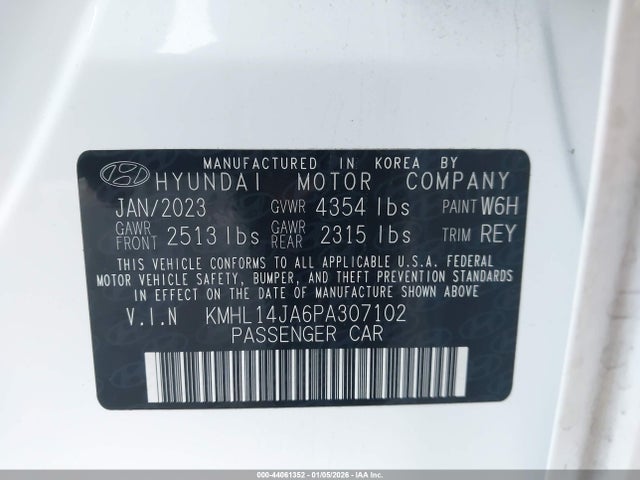 MANUFACTURED IN KOREA BY
HYUNDAI MOTOR COMPANY
JAN/2023 GVWR 4354 lbs PAINT W6H
GAWR FRONT 2513 lbs GAWR REAR 2315 lbs TRIM REY
THIS VEHICLE CONFORMS TO ALL APPLICABLE U.S.A. FEDERAL
MOTOR VEHICLE SAFETY, BUMPER, AND THEFT PREVENTION STANDARDS
IN EFFECT ON THE DATE OF MANUFACTURE SHOWN ABOVE
V.I.N KMHL14JA6PA307102
PASSENGER CAR
000-44061352 - 01/05/2026 - IAA Inc.